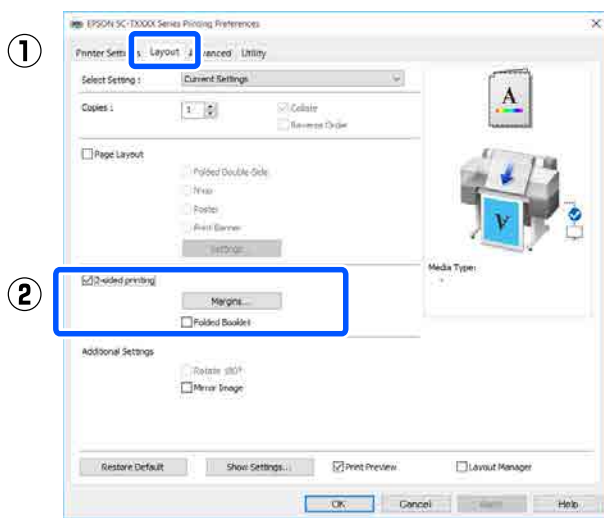 EPSON SC-TXXXX Series Printing Preferences
1
Layout
Utility
Select Setting :
Current Settings
Copies :
1
Collate
Reverse Order
Page Layout
Folded Double-Side
N-up
Poster
Print Banner
Settings...
2
2-sided printing
Margins...
Folded Booklet
Media Type:
Additional Settings
Rotate 180°
Mirror Image
Restore Default
Show Settings...
Print Preview
Layout Manager
OK
Cancel
Help
A
A